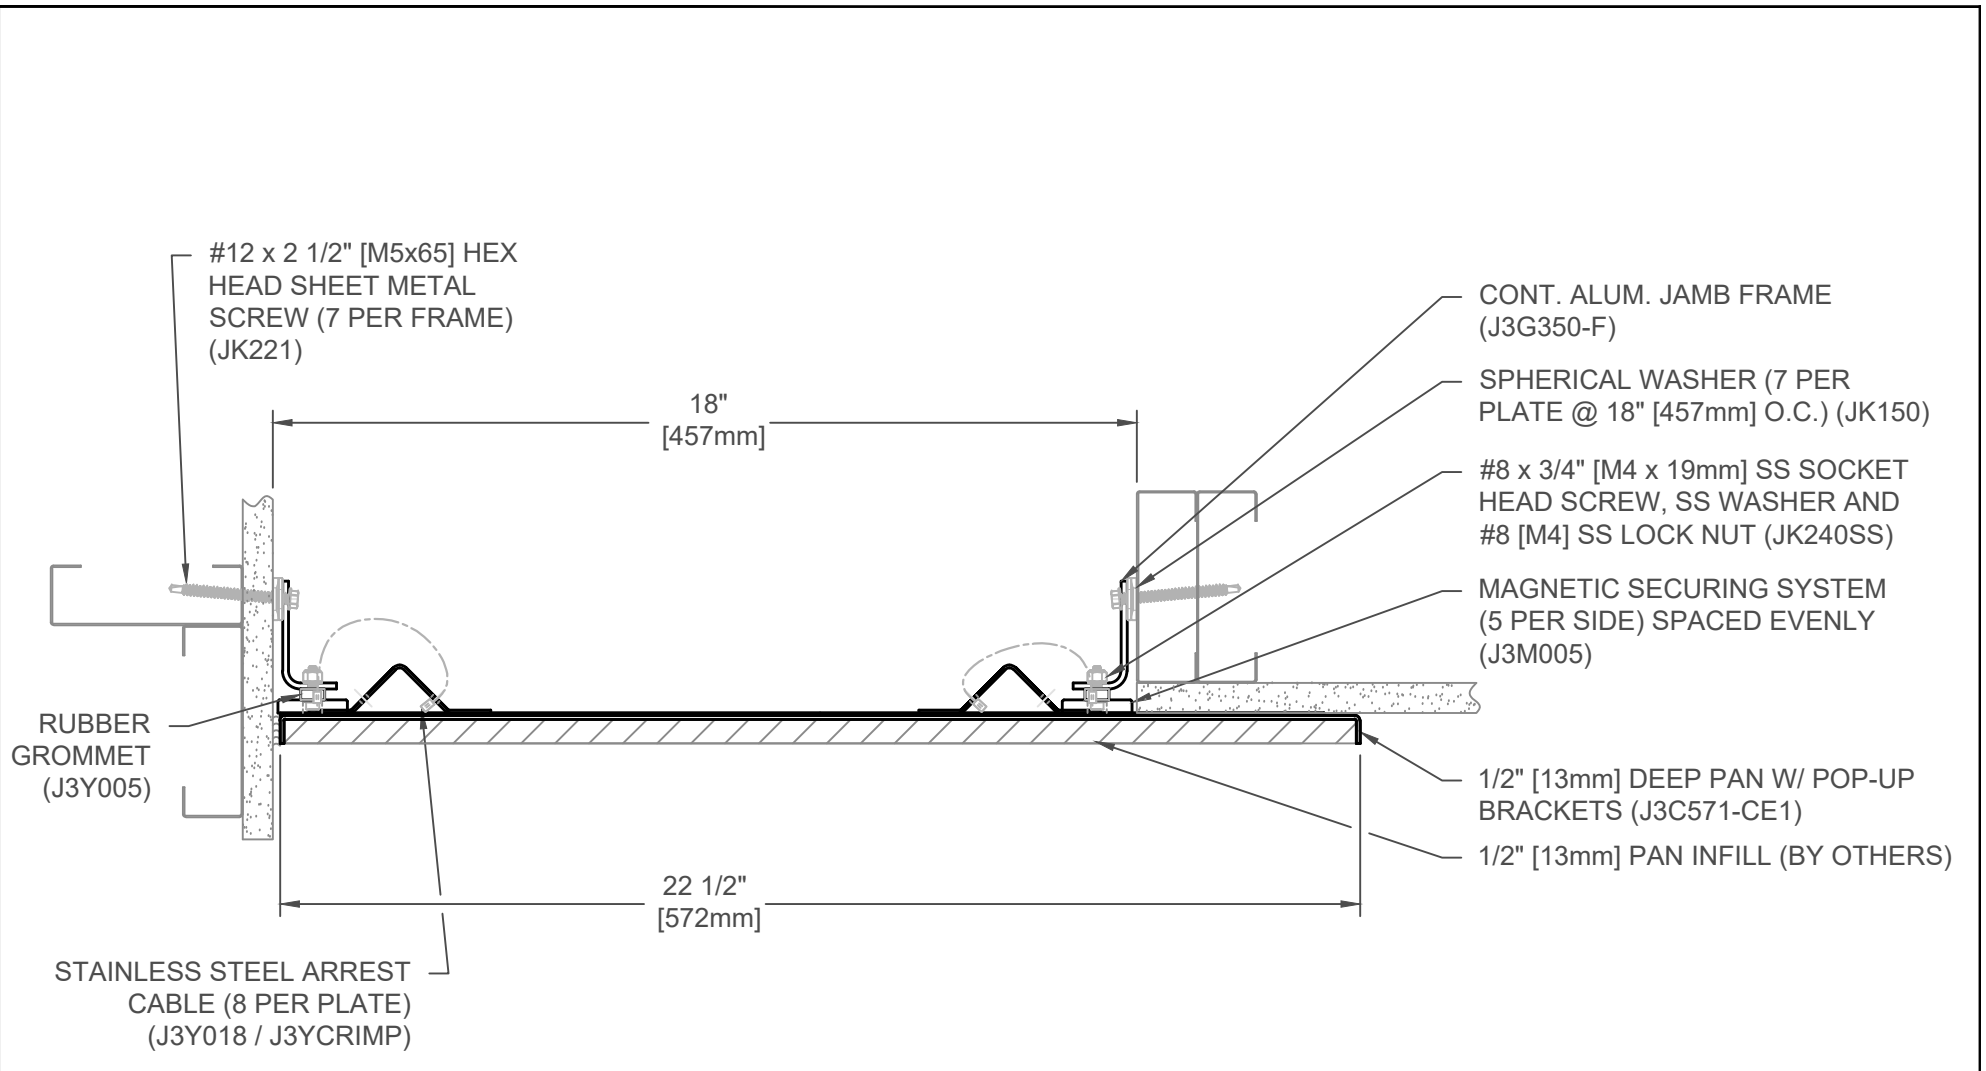 #12 x 2 1/2" [M5x65] HEX
HEAD SHEET METAL
SCREW (7 PER FRAME)
(JK221)
CONT. ALUM. JAMB FRAME
(J3G350-F)
SPHERICAL WASHER (7 PER
PLATE @ 18" [457mm] O.C.) (JK150)
18"
[457mm]
#8 x 3/4" [M4 x 19mm] SS SOCKET
HEAD SCREW, SS WASHER AND
#8 [M4] SS LOCK NUT (JK240SS)
MAGNETIC SECURING SYSTEM
(5 PER SIDE) SPACED EVENLY
(J3M005)
RUBBER
GROMMET
(J3Y005)
1/2" [13mm] DEEP PAN W/ POP-UP
BRACKETS (J3C571-CE1)
1/2" [13mm] PAN INFILL (BY OTHERS)
22 1/2"
[572mm]
STAINLESS STEEL ARREST
CABLE (8 PER PLATE)
(J3Y018 / J3YCRIMP)